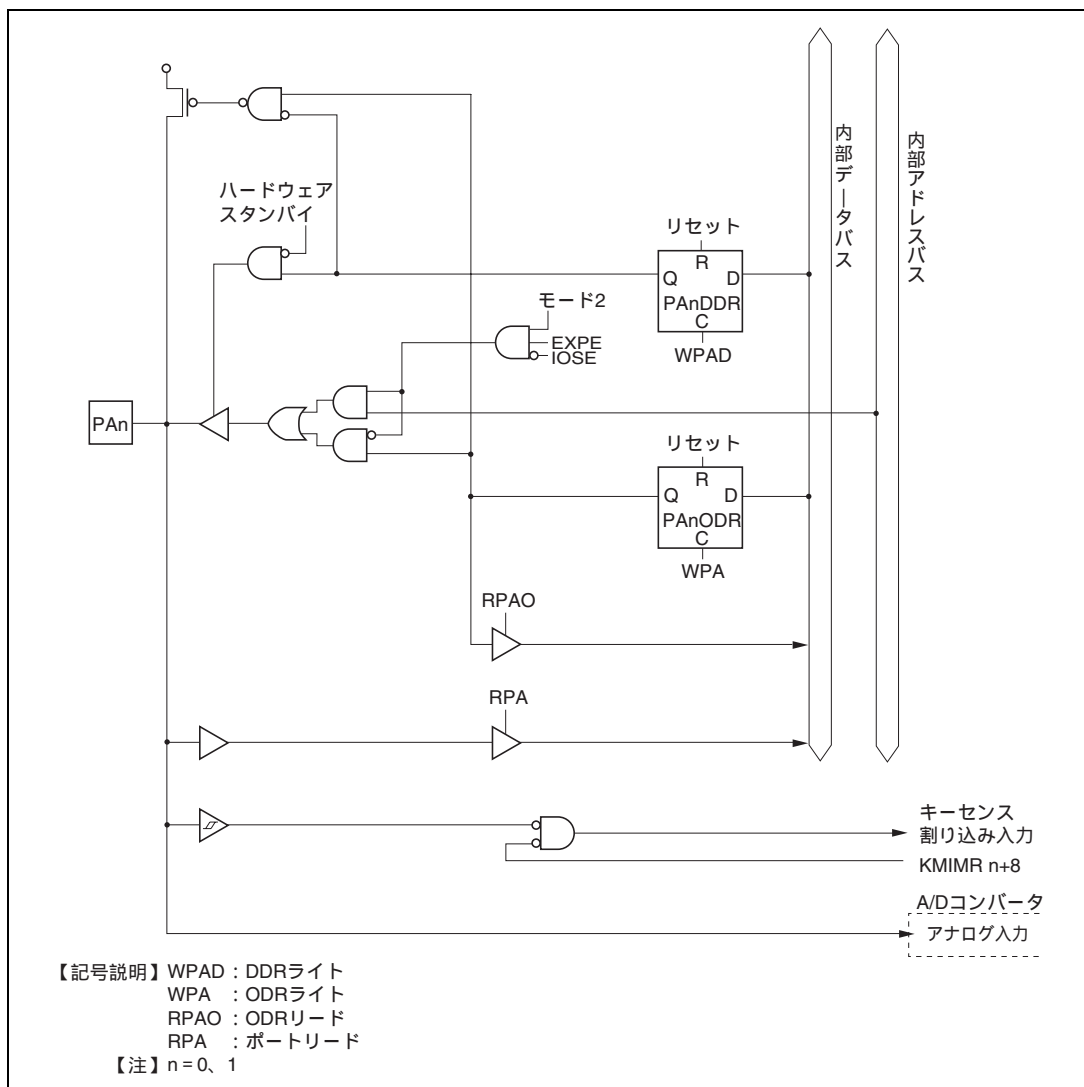 内部データバス
内部アドレスバス
ハードウェア
スタンバイ
リセット
R
Q D
PAnDDR
C
WPAD
モード2
EXPE
IOSE
PAn
リセット
R
Q D
PAnODR
C
WPA
RPAO
RPA
キーセンス
割り込み入力
KMIMR n+8
A/Dコンバータ
アナログ入力
【記号説明】WPAD：DDRライト
WPA ：ODRライト
RPAO：ODRリード
RPA ：ポートリード
【注】n = 0、1